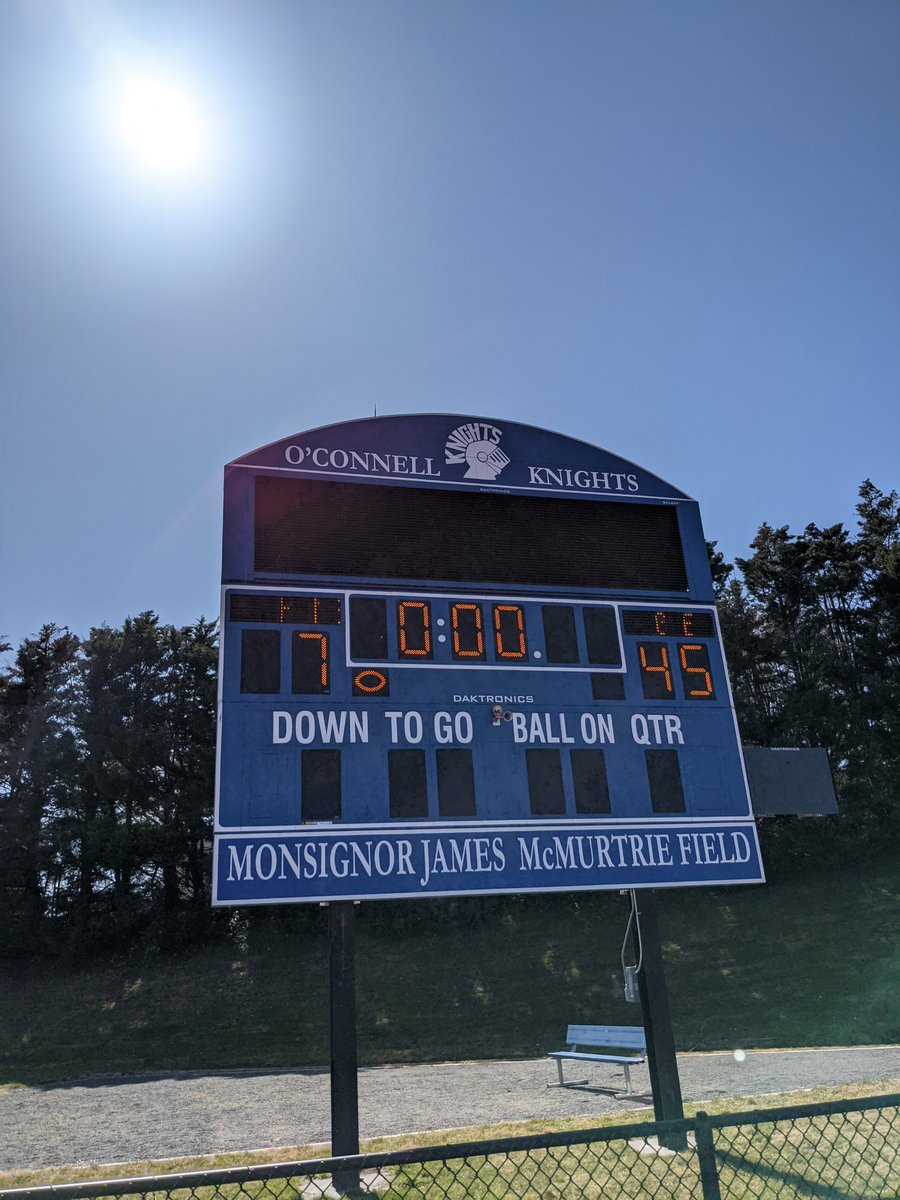 O'CONNELL KNIGHTS KNIGHTS
DAKTRONICS
0:00.
7 45
DAKTRONICS
DOWN TO GO BALL ON QTR
DAKTRONICS
MONSIGNOR JAMES McMURTRIE FIELD